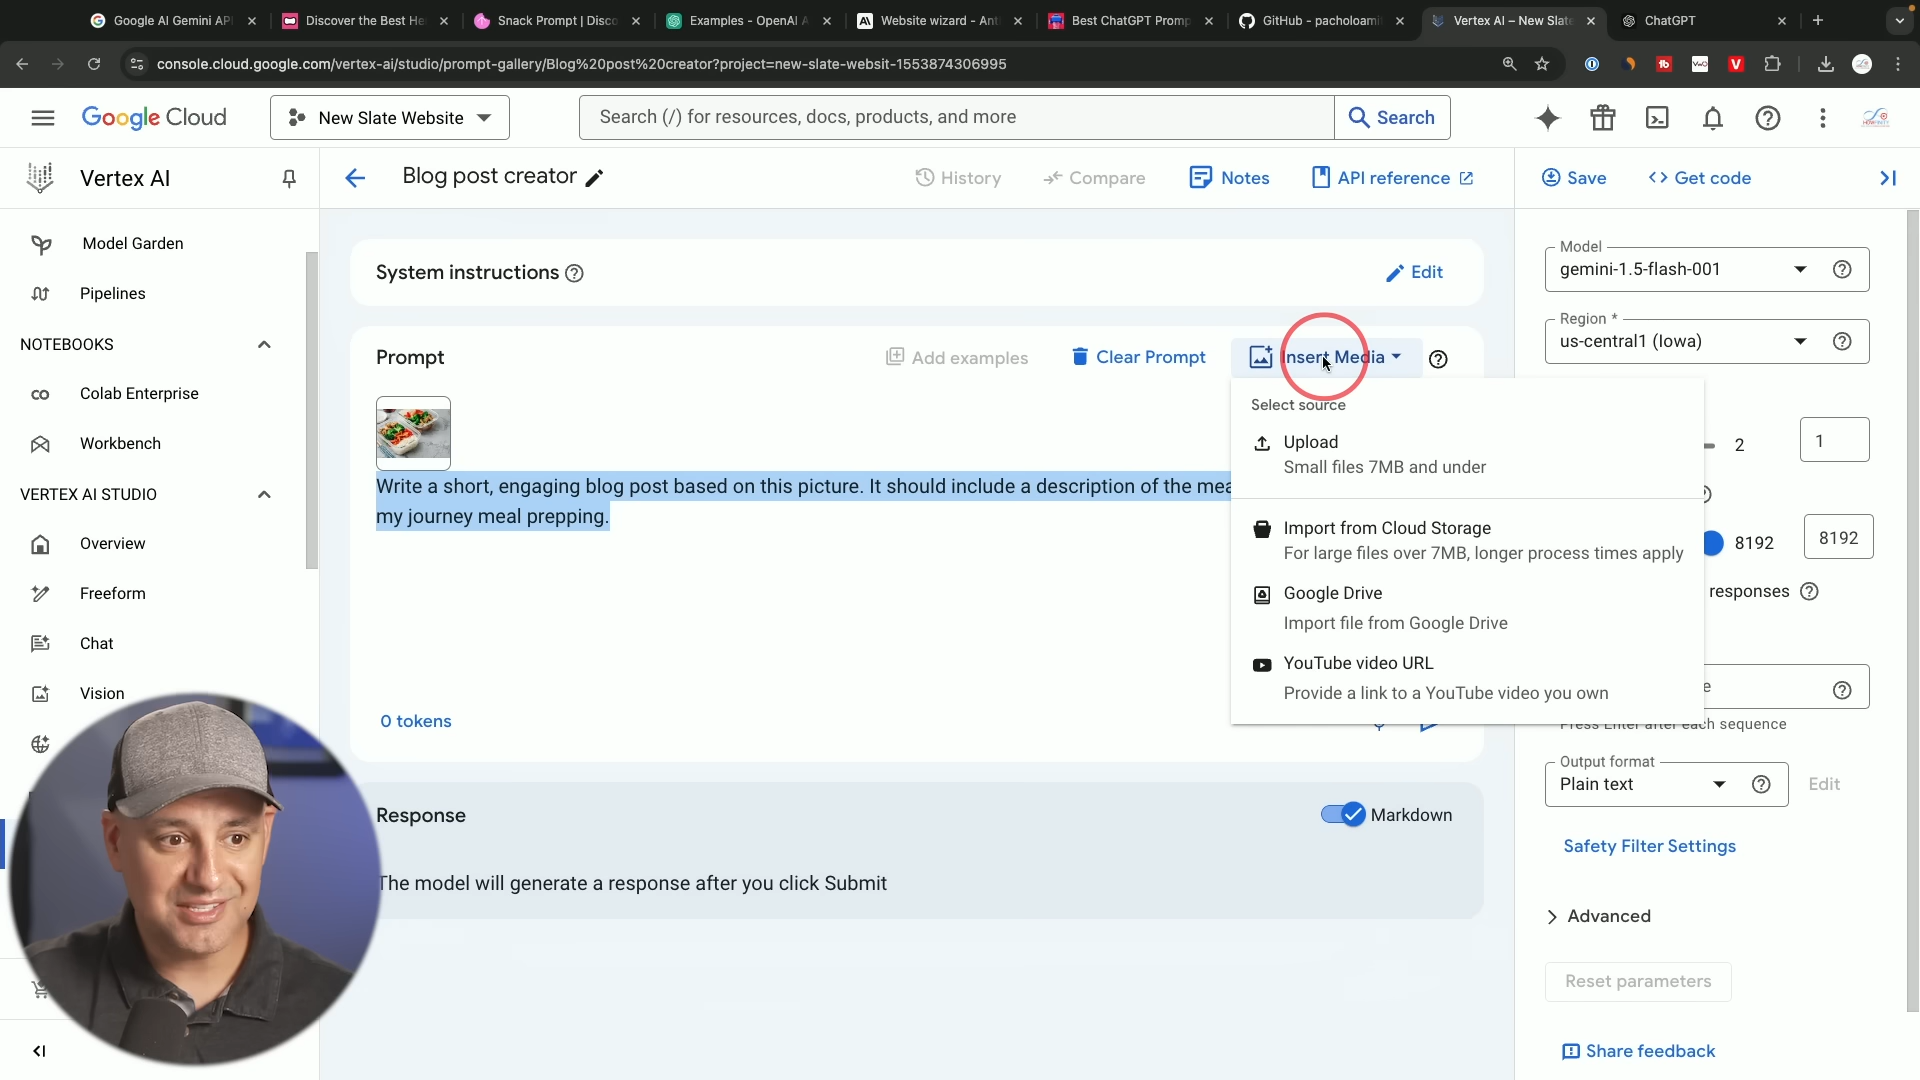 Google AI Gemini AP
Discover the Best He
Snack Prompt | Disco
Examples - OpenAI A
Website wizard - Ant
Best ChatGPT Promp
GitHub - pacholoami
Vertex AI – New Slate
ChatGPT
console.cloud.google.com/vertex-ai/studio/prompt-gallery/Blog%20post%20creator?project=new-slate-websit-1553874306995
Google Cloud
New Slate Website
Search (/) for resources, docs, products, and more
Search
Vertex AI
Blog post creator
History
Compare
Notes
API reference
Save
Get code
Model Garden
Pipelines
NOTEBOOKS
Colab Enterprise
Workbench
VERTEX AI STUDIO
Overview
Freeform
Chat
Vision
System instructions
Edit
Prompt
Add examples
Clear Prompt
Insert Media
Write a short, engaging blog post based on this picture. It should include a description of the mea
my journey meal prepping.
0 tokens
Select source
Upload
Small files 7MB and under
Import from Cloud Storage
For large files over 7MB, longer process times apply
Google Drive
Import file from Google Drive
YouTube video URL
Provide a link to a YouTube video you own
Response
Markdown
The model will generate a response after you click Submit
Model
gemini-1.5-flash-001
Region *
us-central1 (Iowa)
2
1
8192
8192
responses
Press Enter after each sequence
Output format
Plain text
Edit
Safety Filter Settings
Advanced
Reset parameters
Share feedback